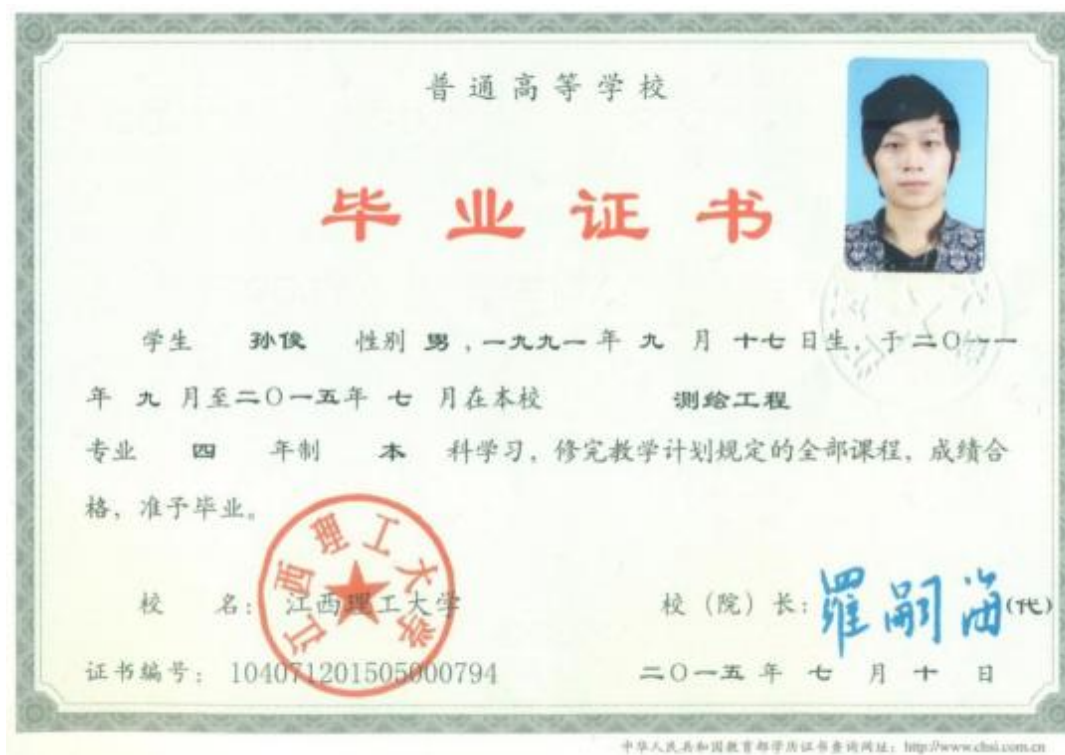 普通高等学校
毕业证书
学生 孙俊 性别 男，一九九一年 九 月 十七 日生，于二〇一一
年 九 月至二〇一五年 七 月在本校 测绘工程
专业 四 年制 本 科学习，修完教学计划规定的全部课程，成绩合
格，准予毕业。
江西理工大学
校 名：江西理工大学 校（院）长：羅嗣海(代)
证书编号：104071201505000794 二〇一五 年 七 月 十 日
中华人民共和国教育部学历证书查询网址：http://www.chsi.com.cn